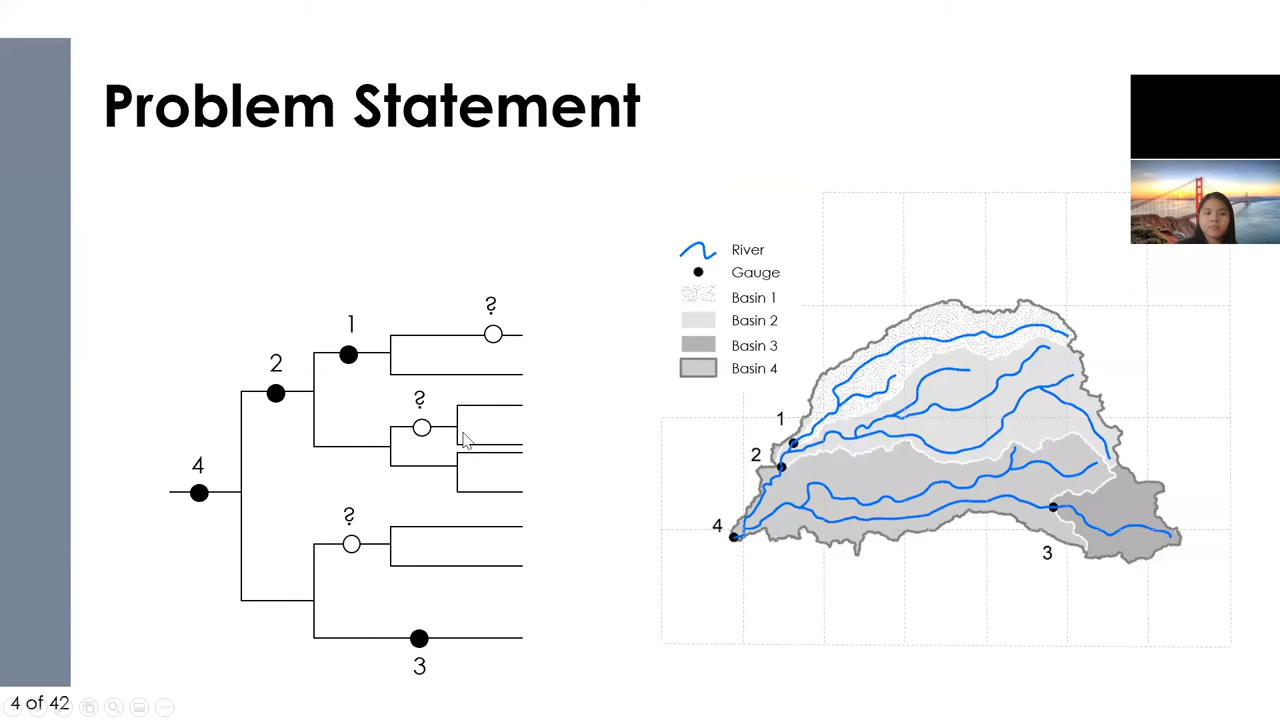 Problem Statement
River
Gauge
Basin 1
Basin 2
Basin 3
Basin 4
?
1
2
?
4
?
3
1
2
4
3
4 of 42